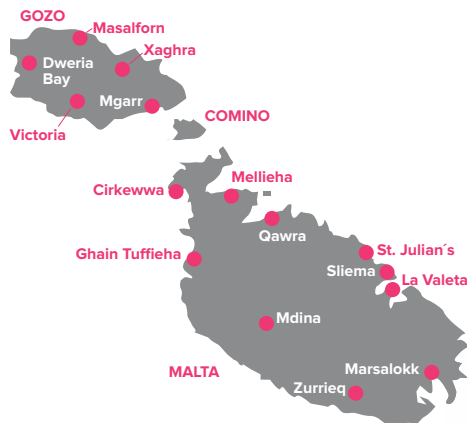 GOZO
Masalforn
Xaghra
Dweria
Bay
Mgarr
COMINO
Victoria
Mellieha
Cirkewwa
Qawra
St. Julian´s
Ghain Tuffieha
Sliema
La Valeta
Mdina
MALTA
Marsalokk
Zurrieq